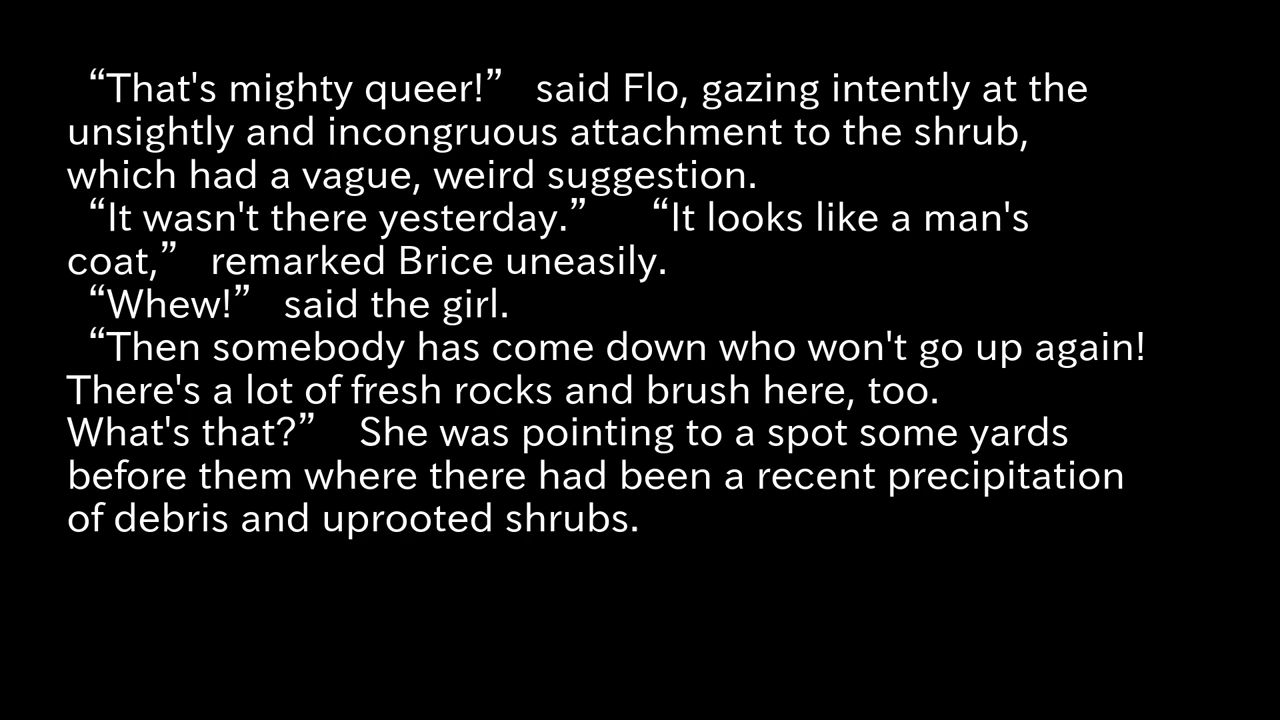 “That's mighty queer!” said Flo, gazing intently at the
unsightly and incongruous attachment to the shrub,
which had a vague, weird suggestion.
“It wasn't there yesterday.” “It looks like a man's
coat,” remarked Brice uneasily.
“Whew!” said the girl.
“Then somebody has come down who won't go up again!
There's a lot of fresh rocks and brush here, too.
What's that?” She was pointing to a spot some yards
before them where there had been a recent precipitation
of debris and uprooted shrubs.